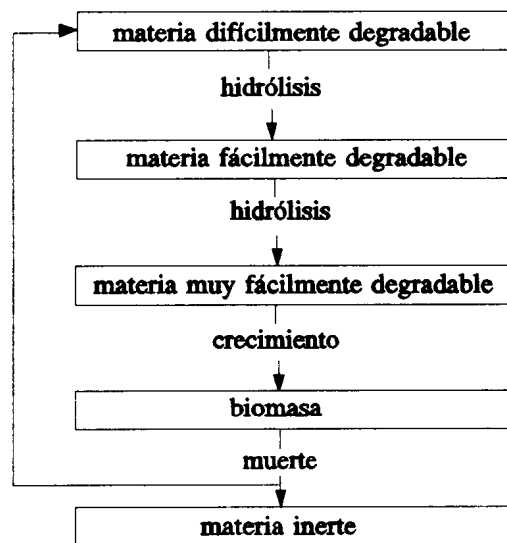 materia difícilmente degradable
hidrólisis
materia fácilmente degradable
hidrólisis
materia muy fácilmente degradable
crecimiento
biomasa
muerte
materia inerte